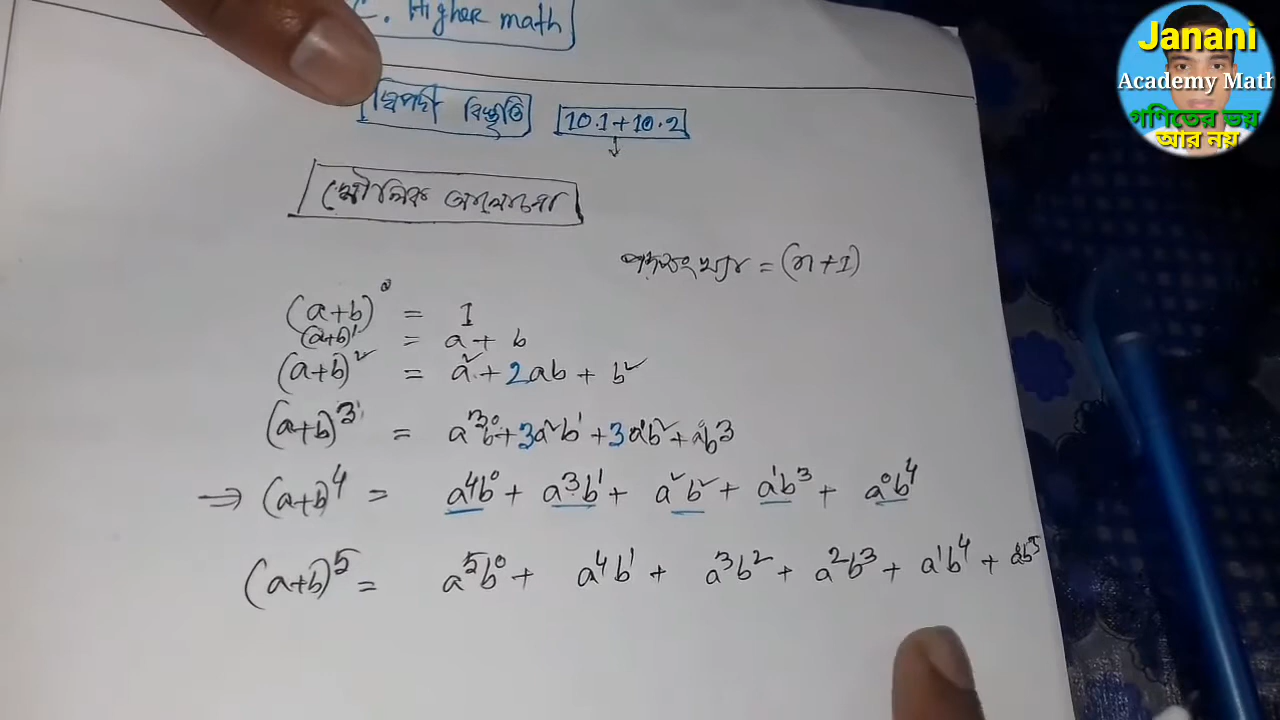 C. Higher math
দ্বিপদী বিস্তৃতি 10.1+10.2
মৌলিক আলোচনা
পদসংখ্যা = (n+1)
(a+b)⁰ = 1
(a+b)¹ = a + b
(a+b)² = a² + 2ab + b²
(a+b)³ = a³b⁰ + 3a²b¹ + 3a¹b² + a⁰b³
⇒ (a+b)⁴ = a⁴b⁰ + a³b¹ + a²b² + a¹b³ + a⁰b⁴
(a+b)⁵ = a⁵b⁰ + a⁴b¹ + a³b² + a²b³ + a¹b⁴ + a⁰b⁵
Janani
Academy Math
গণিতের ভয়
আর নয়